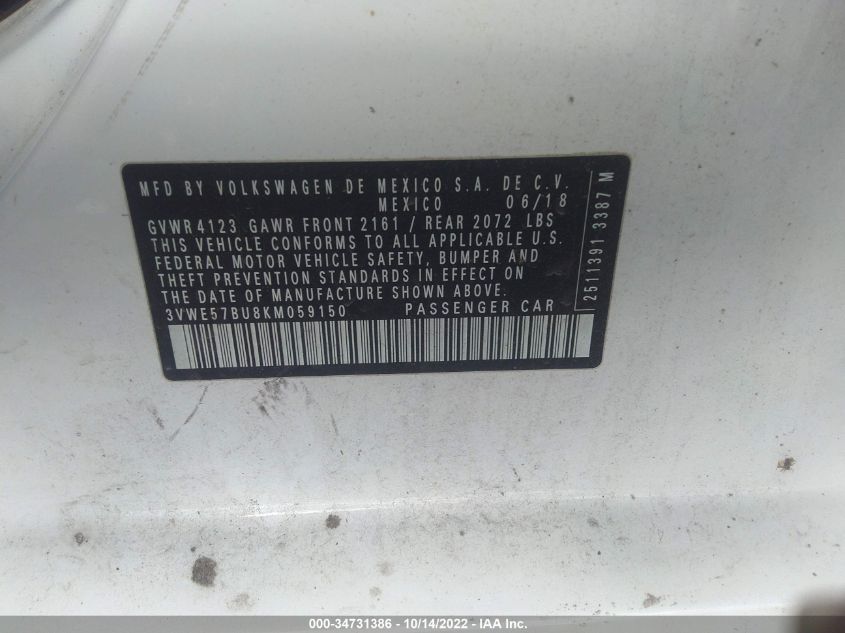 MFD BY VOLKSWAGEN DE MEXICO S.A. DE C.V.
MEXICO 06/18
GVWR 4123 GAWR FRONT 2161 / REAR 2072 LBS
THIS VEHICLE CONFORMS TO ALL APPLICABLE U.S.
FEDERAL MOTOR VEHICLE SAFETY, BUMPER AND
THEFT PREVENTION STANDARDS IN EFFECT ON
THE DATE OF MANUFACTURE SHOWN ABOVE.
3VWE57BU8KM059150 PASSENGER CAR
2511391 3387 M
000-34731386 - 10/14/2022 - IAA Inc.